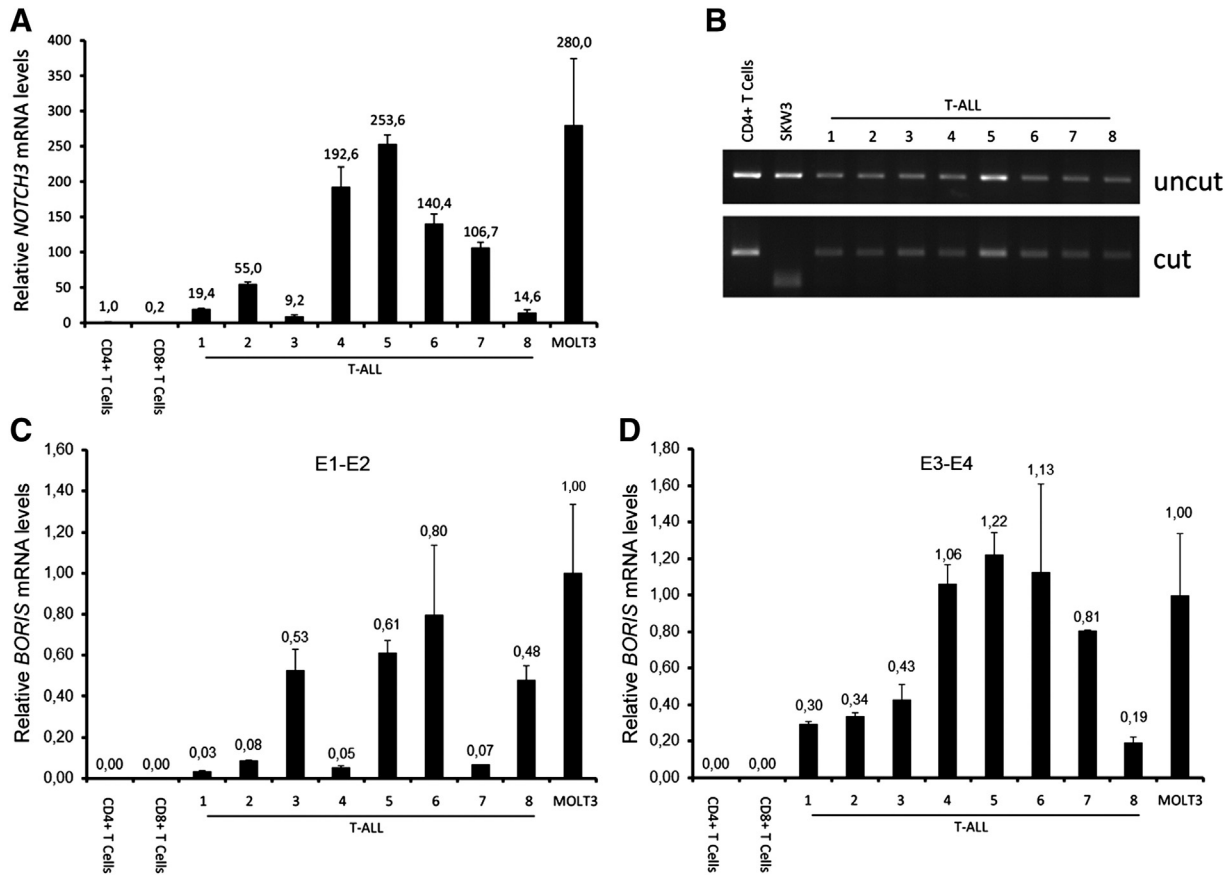 A
Relative NOTCH3 mRNA levels
400
350
300
250
200
150
100
50
0
1,0
0,2
19,4
55,0
9,2
192,6
253,6
140,4
106,7
14,6
280,0
CD4+ T Cells
CD8+ T Cells
1 2 3 4 5 6 7 8 MOLT3
T-ALL
B
CD4+ T Cells
SKW3
T-ALL
1 2 3 4 5 6 7 8
uncut
cut
C
E1-E2
Relative BORIS mRNA levels
1,60
1,40
1,20
1,00
0,80
0,60
0,40
0,20
0,00
0,00
0,00
0,03
0,08
0,53
0,05
0,61
0,80
0,07
0,48
1,00
CD4+ T Cells
CD8+ T Cells
1 2 3 4 5 6 7 8 MOLT3
T-ALL
D
E3-E4
Relative BORIS mRNA levels
1,80
1,60
1,40
1,20
1,00
0,80
0,60
0,40
0,20
0,00
0,00
0,00
0,30
0,34
0,43
1,06
1,22
1,13
0,81
0,19
1,00
CD4+ T Cells
CD8+ T Cells
1 2 3 4 5 6 7 8 MOLT3
T-ALL